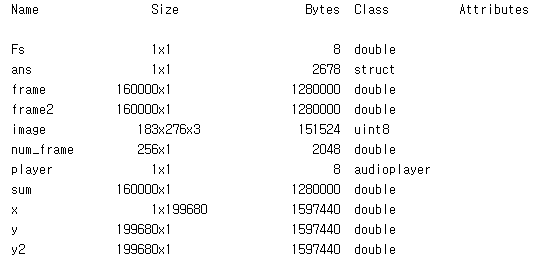 Name Size Bytes Class Attributes
Fs 1x1 8 double
ans 1x1 2678 struct
frame 160000x1 1280000 double
frame2 160000x1 1280000 double
image 183x276x3 151524 uint8
num_frame 256x1 2048 double
player 1x1 8 audioplayer
sum 160000x1 1280000 double
x 1x199680 1597440 double
y 199680x1 1597440 double
y2 199680x1 1597440 double